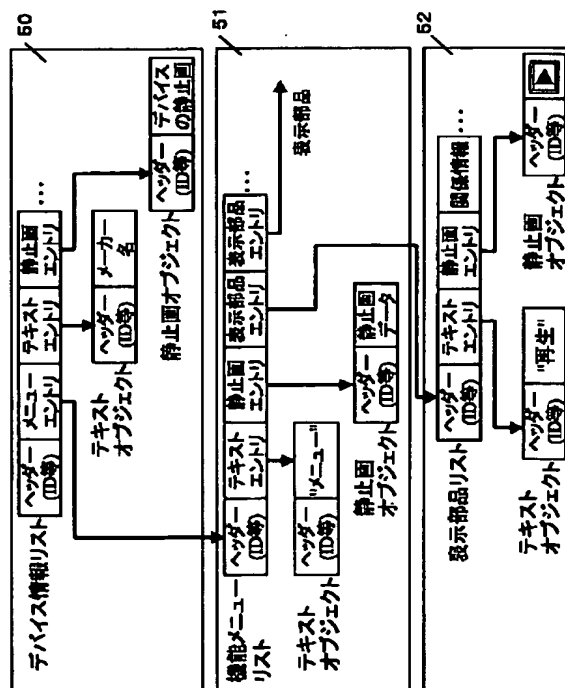 50
デバイス情報リスト
ヘッダー
(ID等)
メニュー
エントリ
テキスト
エントリ
静止画
エントリ
...
ヘッダー
(ID等)
メーカー
名
テキスト
オブジェクト
ヘッダー
(ID等)
デバイス
の静止画
静止画オブジェクト
51
機能メニュー
リスト
ヘッダー
(ID等)
テキスト
エントリ
静止画
エントリ
表示部品
エントリ
表示部品
エントリ
...
表示部品
ヘッダー
(ID等)
"メニュー"
テキスト
オブジェクト
ヘッダー
(ID等)
静止画
データ
静止画
オブジェクト
52
表示部品リスト
ヘッダー
(ID等)
テキスト
エントリ
静止画
エントリ
関係情報
...
ヘッダー
(ID等)
"再生"
テキスト
オブジェクト
ヘッダー
(ID等)
静止画
オブジェクト